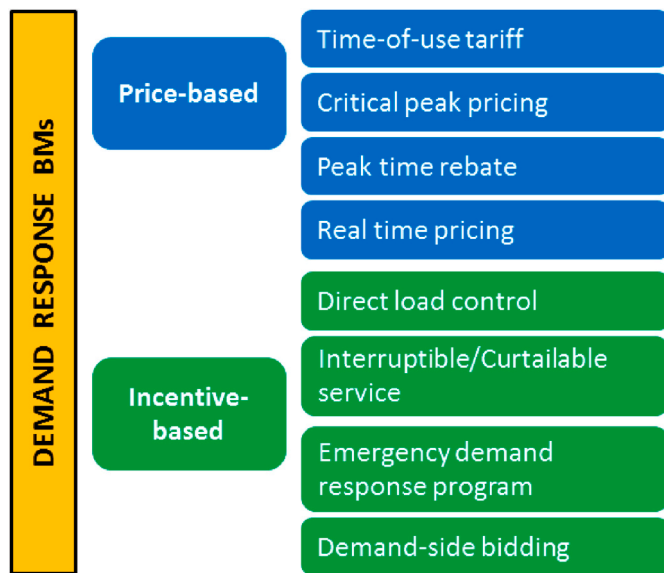 DEMAND RESPONSE BMs
Price-based
Time-of-use tariff
Critical peak pricing
Peak time rebate
Real time pricing
Incentive-
based
Direct load control
Interruptible/Curtailable
service
Emergency demand
response program
Demand-side bidding